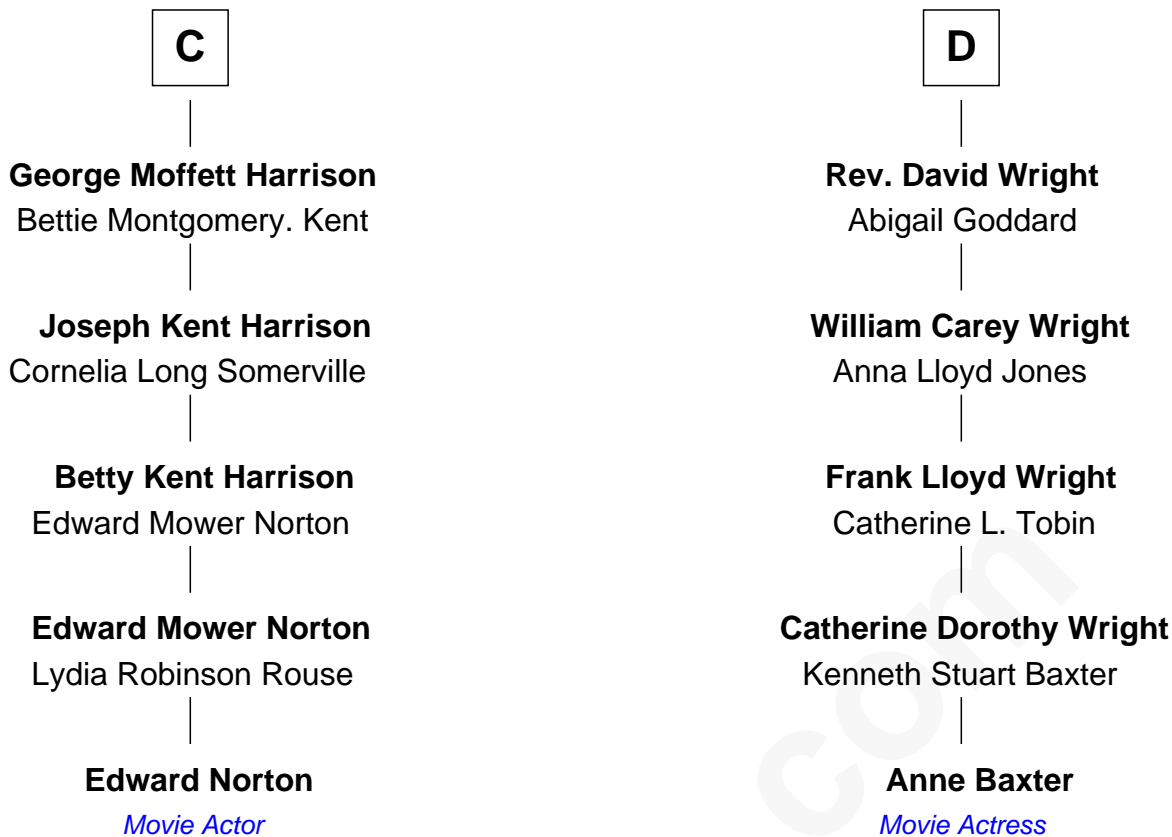 C
George Moffett Harrison
Bettie Montgomery. Kent
Joseph Kent Harrison
Cornelia Long Somerville
Betty Kent Harrison
Edward Mower Norton
Edward Mower Norton
Lydia Robinson Rouse
Edward Norton
Movie Actor
D
Rev. David Wright
Abigail Goddard
William Carey Wright
Anna Lloyd Jones
Frank Lloyd Wright
Catherine L. Tobin
Catherine Dorothy Wright
Kenneth Stuart Baxter
Anne Baxter
Movie Actress
com